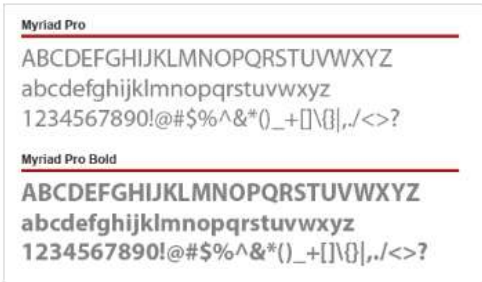 Myriad Pro
ABCDEFGHIJKLMNOPQRSTUVWXYZ
abcdefghijklmnopqrstuvwxyz
1234567890!@#$%^&*()_+[]\{}|,./<>?
Myriad Pro Bold
ABCDEFGHIJKLMNOPQRSTUVWXYZ
abcdefghijklmnopqrstuvwxyz
1234567890!@#$%^&*()_+[]\{}|,./<>?